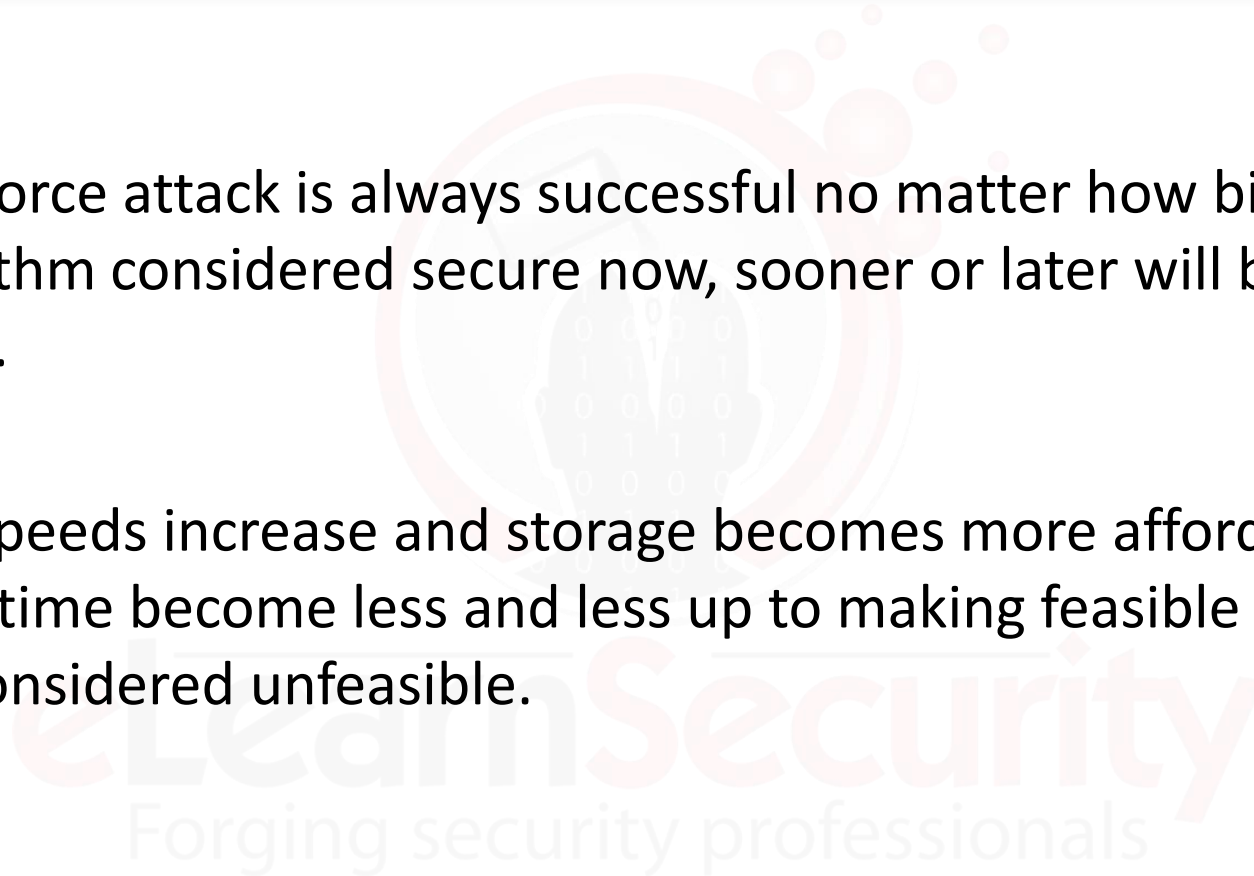 orce attack is always successful no matter how bi
thm considered secure now, sooner or later will b
.
peeds increase and storage becomes more afford
time become less and less up to making feasible
onsidered unfeasible.
eLearnSecurity
Forging security professionals